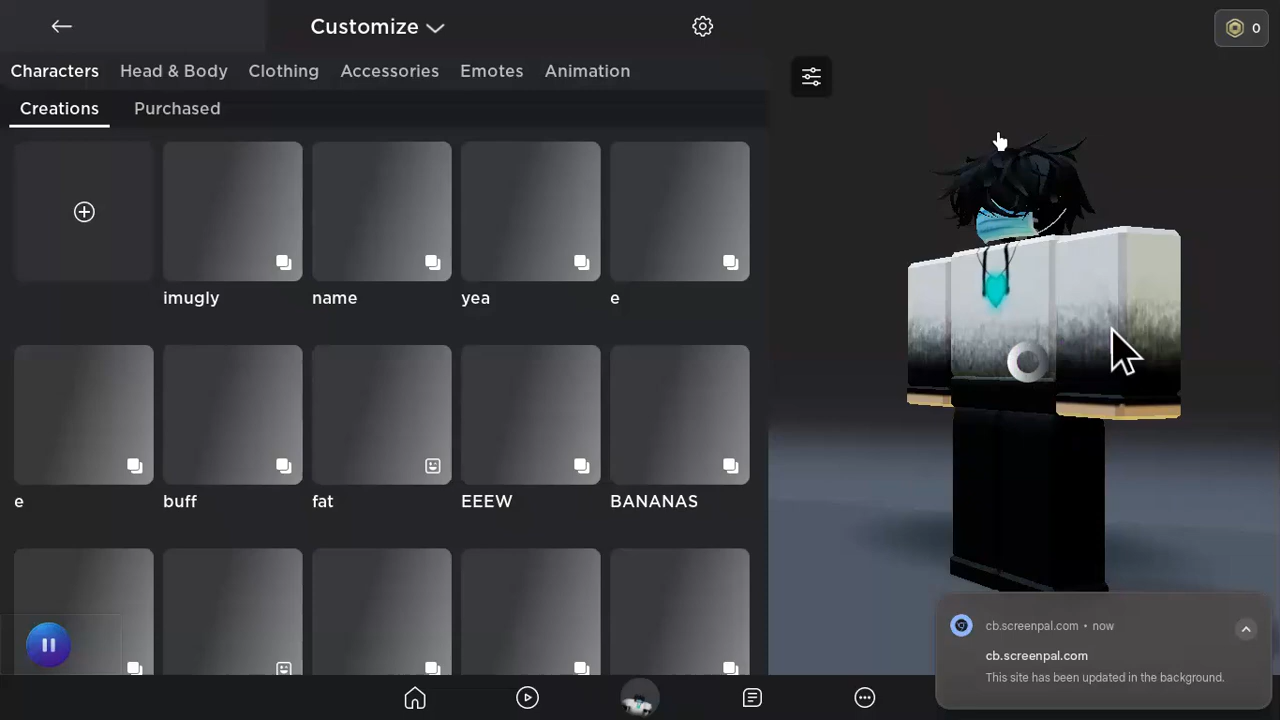 Customize
0
Characters Head & Body Clothing Accessories Emotes Animation
Creations Purchased
imugly name yea e
e buff fat EEEW BANANAS
cb.screenpal.com • now
cb.screenpal.com
This site has been updated in the background.